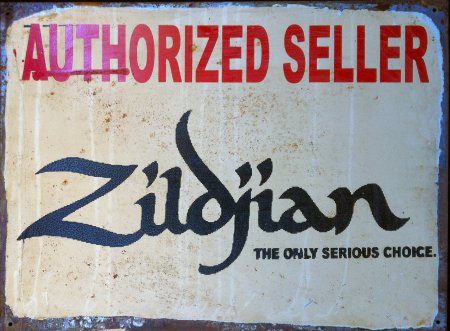 AUTHORIZED SELLER
Zildjian
THE ONLY SERIOUS CHOICE.